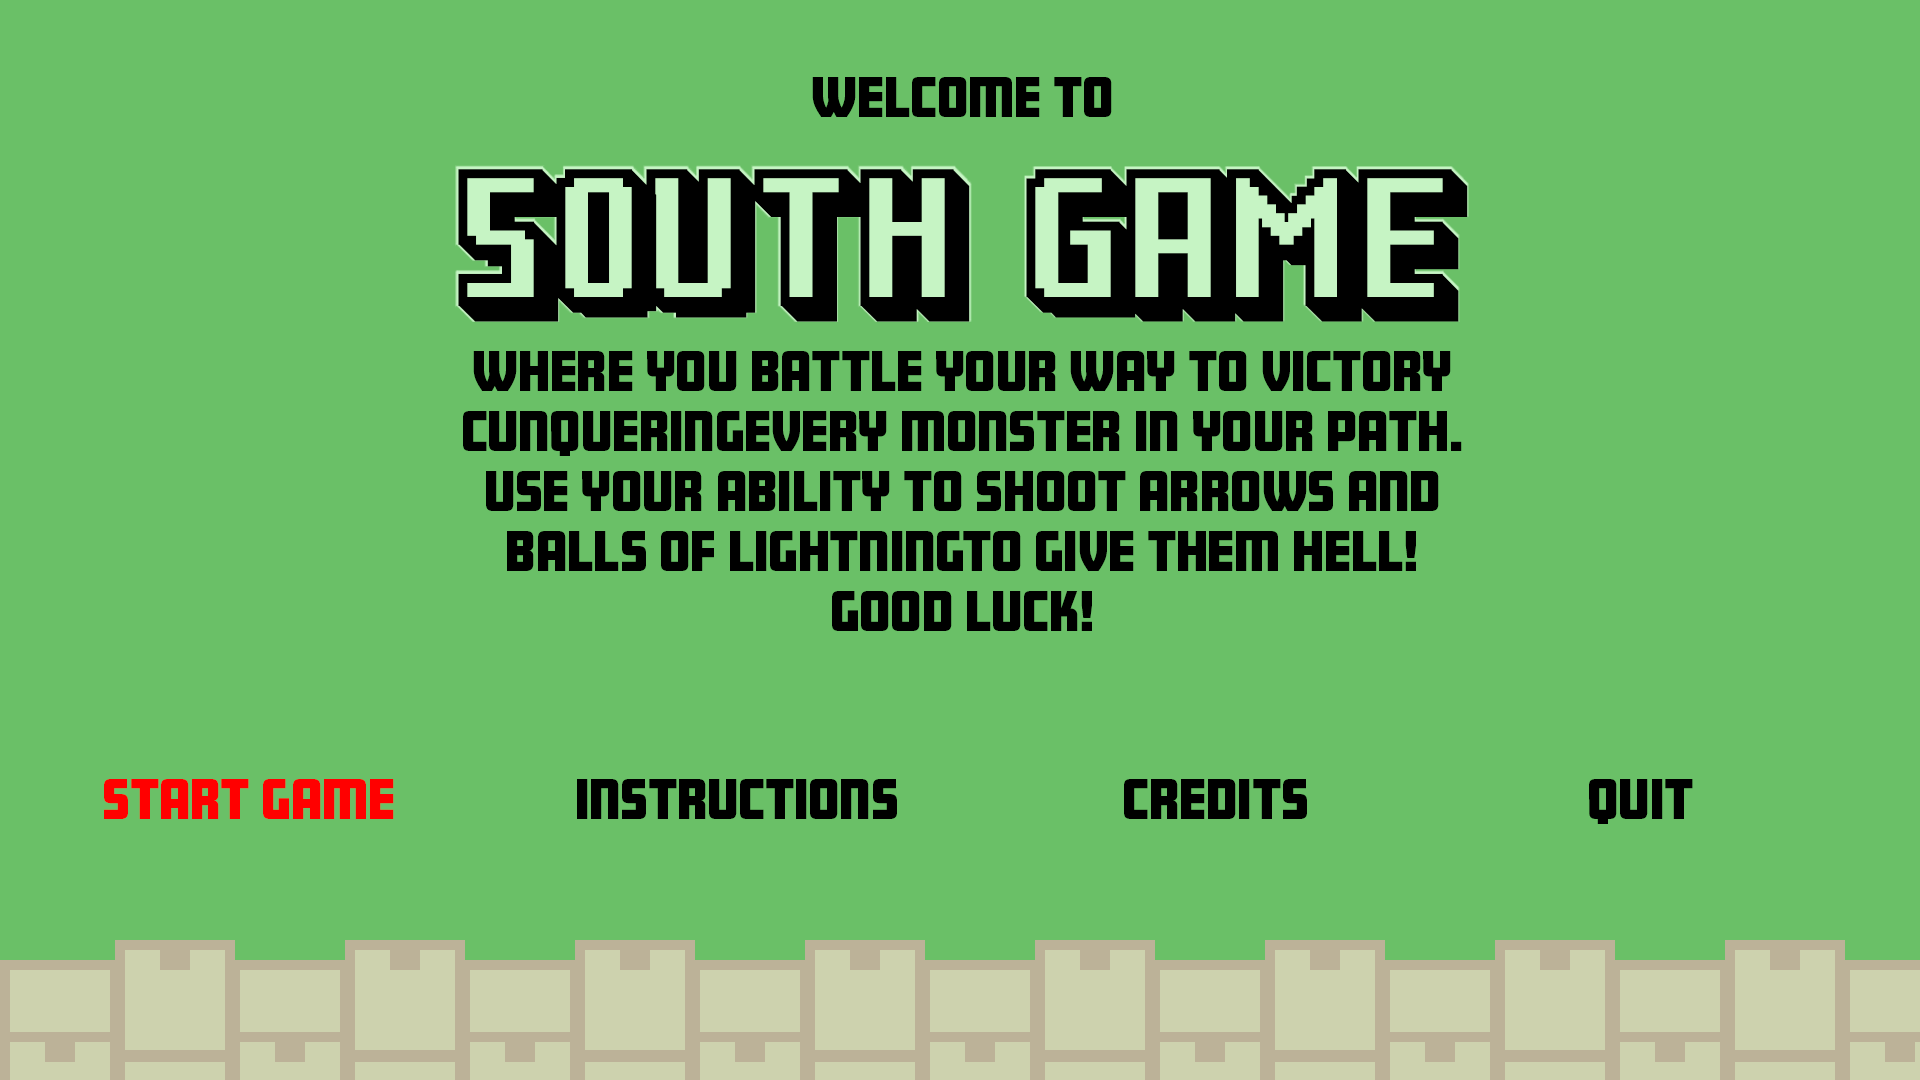 WELCOME TO
SOUTH GAME
WHERE YOU BATTLE YOUR WAY TO VICTORY
CUNQUERINGEVERY MONSTER IN YOUR PATH.
USE YOUR ABILITY TO SHOOT ARROWS AND
BALLS OF LIGHTNINGTO GIVE THEM HELL!
GOOD LUCK!
START GAME
INSTRUCTIONS
CREDITS
QUIT